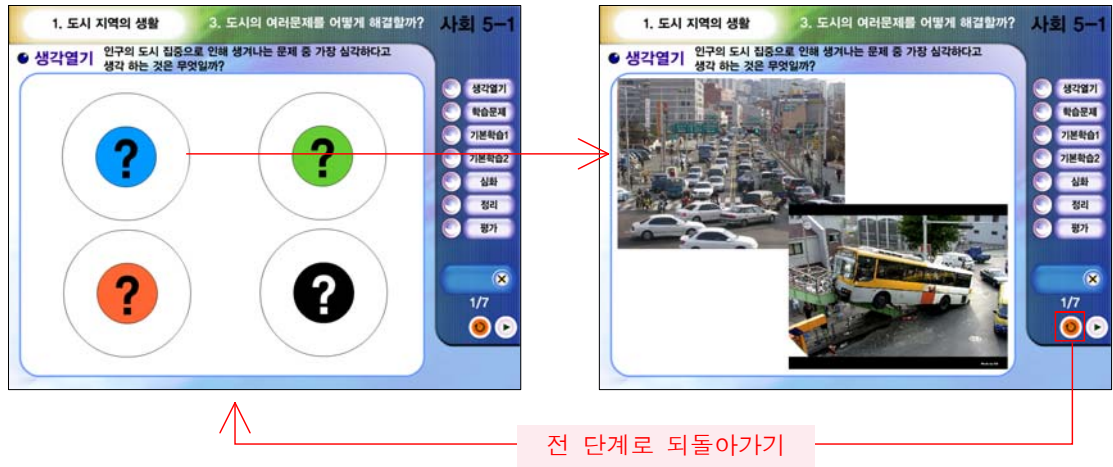 1. 도시 지역의 생활
3. 도시의 여러문제를 어떻게 해결할까?
사회 5-1
생각열기
인구의 도시 집중으로 인해 생겨나는 문제 중 가장 심각하다고
생각 하는 것은 무엇일까?
?
?
?
?
생각열기
학습문제
기본학습1
기본학습2
심화
정리
평가
1/7
1. 도시 지역의 생활
3. 도시의 여러문제를 어떻게 해결할까?
사회 5-1
생각열기
인구의 도시 집중으로 인해 생겨나는 문제 중 가장 심각하다고
생각 하는 것은 무엇일까?
생각열기
학습문제
기본학습1
기본학습2
심화
정리
평가
1/7
전 단계로 되돌아가기